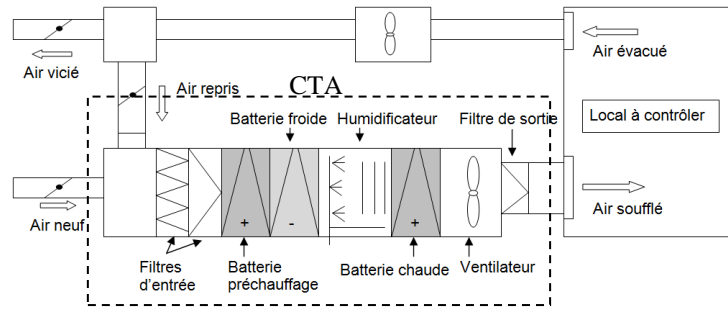 Air vicié
Air évacué
Air repris
CTA
Batterie froide
Humidificateur
Filtre de sortie
Local à contrôler
Air neuf
Air soufflé
+
-
+
Filtres
d'entrée
Batterie
préchauffage
Batterie chaude
Ventilateur